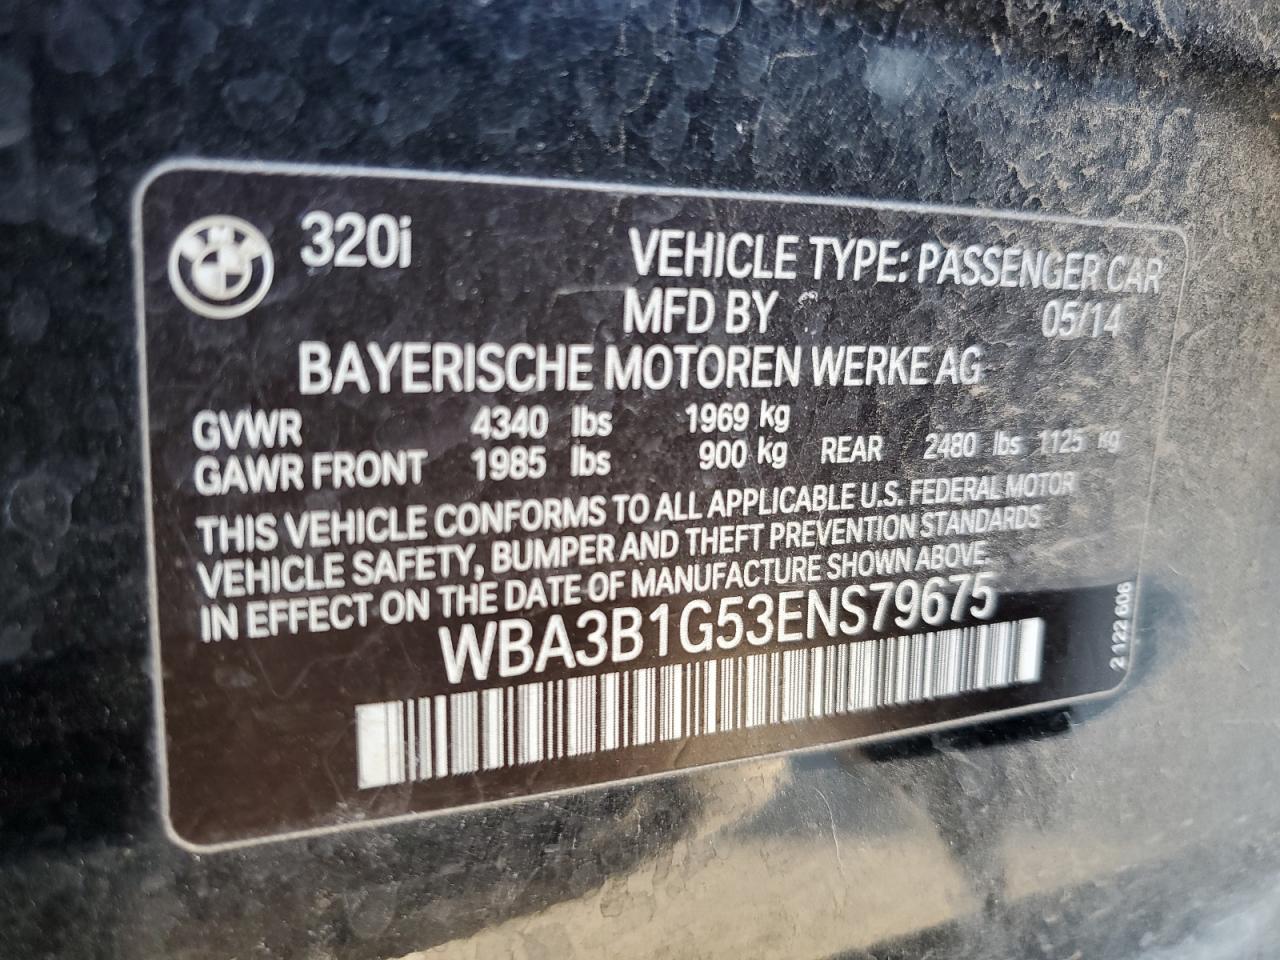 BMW 320i
VEHICLE TYPE: PASSENGER CAR
MFD BY 05/14
BAYERISCHE MOTOREN WERKE AG
GVWR 4340 lbs 1969 kg
GAWR FRONT 1985 lbs 900 kg REAR 2480 lbs 1125 kg
THIS VEHICLE CONFORMS TO ALL APPLICABLE U.S. FEDERAL MOTOR
VEHICLE SAFETY, BUMPER AND THEFT PREVENTION STANDARDS
IN EFFECT ON THE DATE OF MANUFACTURE SHOWN ABOVE.
WBA3B1G53ENS79675
2 122 606